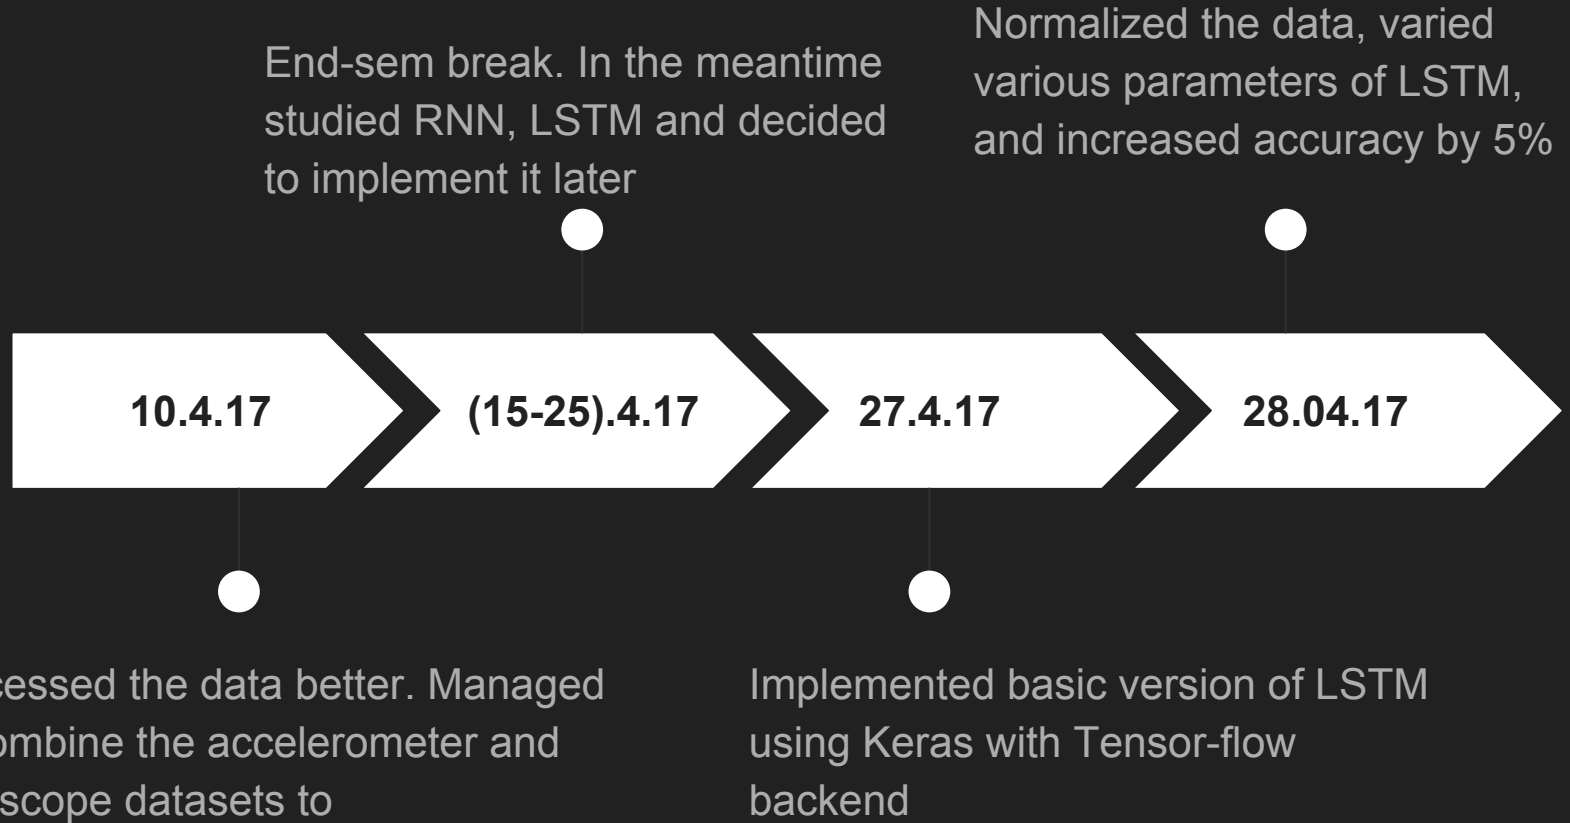 End-sem break. In the meantime
studied RNN, LSTM and decided
to implement it later
Normalized the data, varied
various parameters of LSTM,
and increased accuracy by 5%
10.4.17
(15-25).4.17
27.4.17
28.04.17
cessed the data better. Managed
ombine the accelerometer and
scope datasets to
Implemented basic version of LSTM
using Keras with Tensor-flow
backend